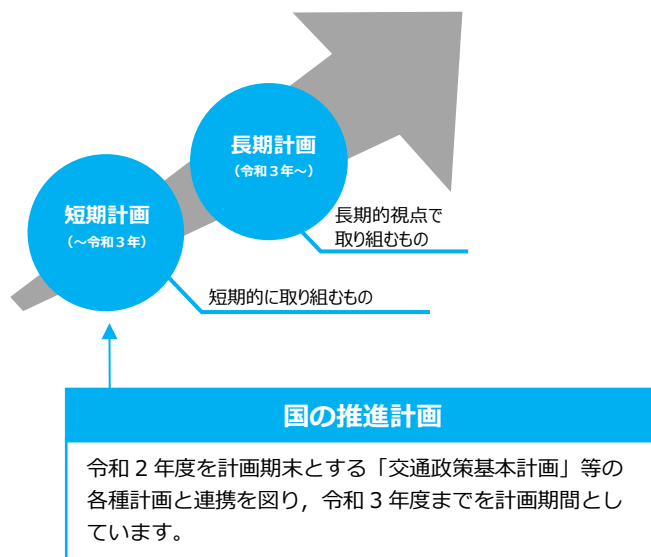 長期計画
（令和３年～）
短期計画
（～令和３年）
長期的視点で
取り組むもの
短期的に取り組むもの
国の推進計画
令和２年度を計画期末とする「交通政策基本計画」等の
各種計画と連携を図り，令和３年度までを計画期間とし
ています。